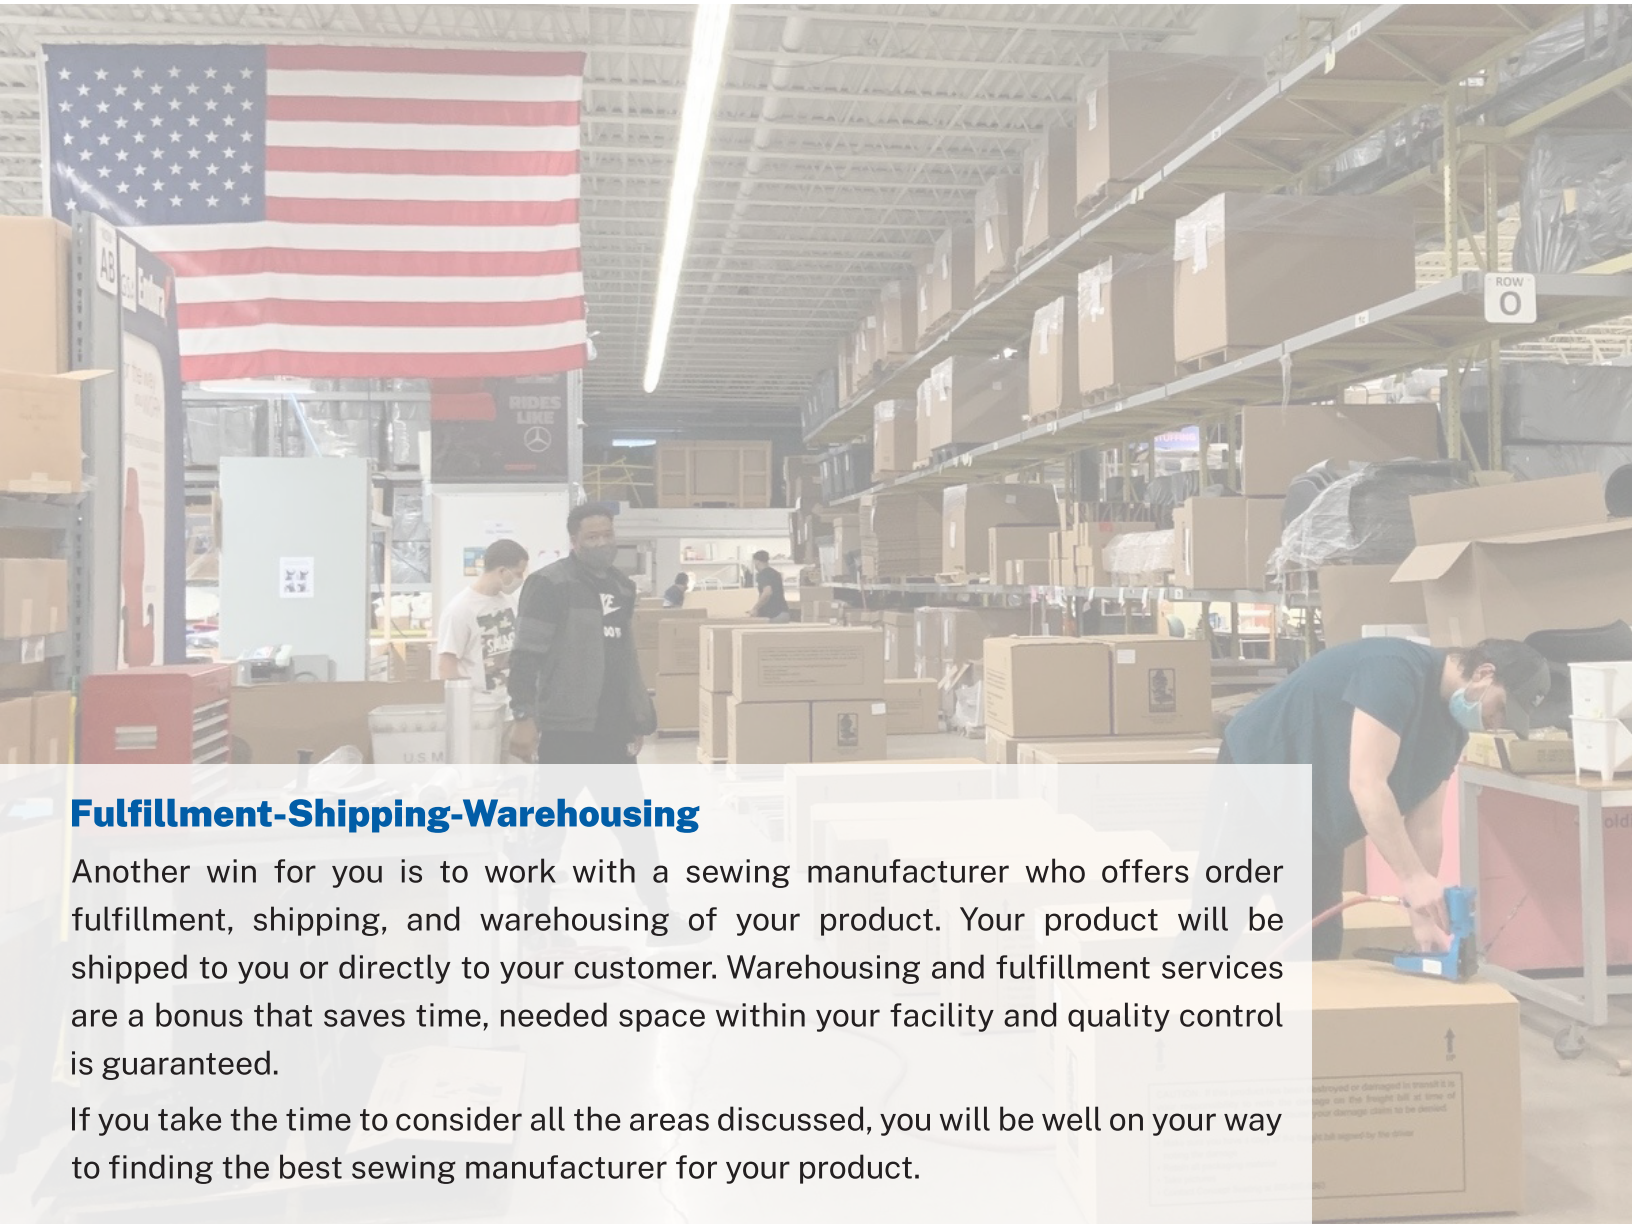 ROW
O
AB
RIDES
LIKE
U S M
UP
Fulfillment-Shipping-Warehousing
Another win for you is to work with a sewing manufacturer who offers order
fulfillment, shipping, and warehousing of your product. Your product will be
shipped to you or directly to your customer. Warehousing and fulfillment services
are a bonus that saves time, needed space within your facility and quality control
is guaranteed.
If you take the time to consider all the areas discussed, you will be well on your way
to finding the best sewing manufacturer for your product.